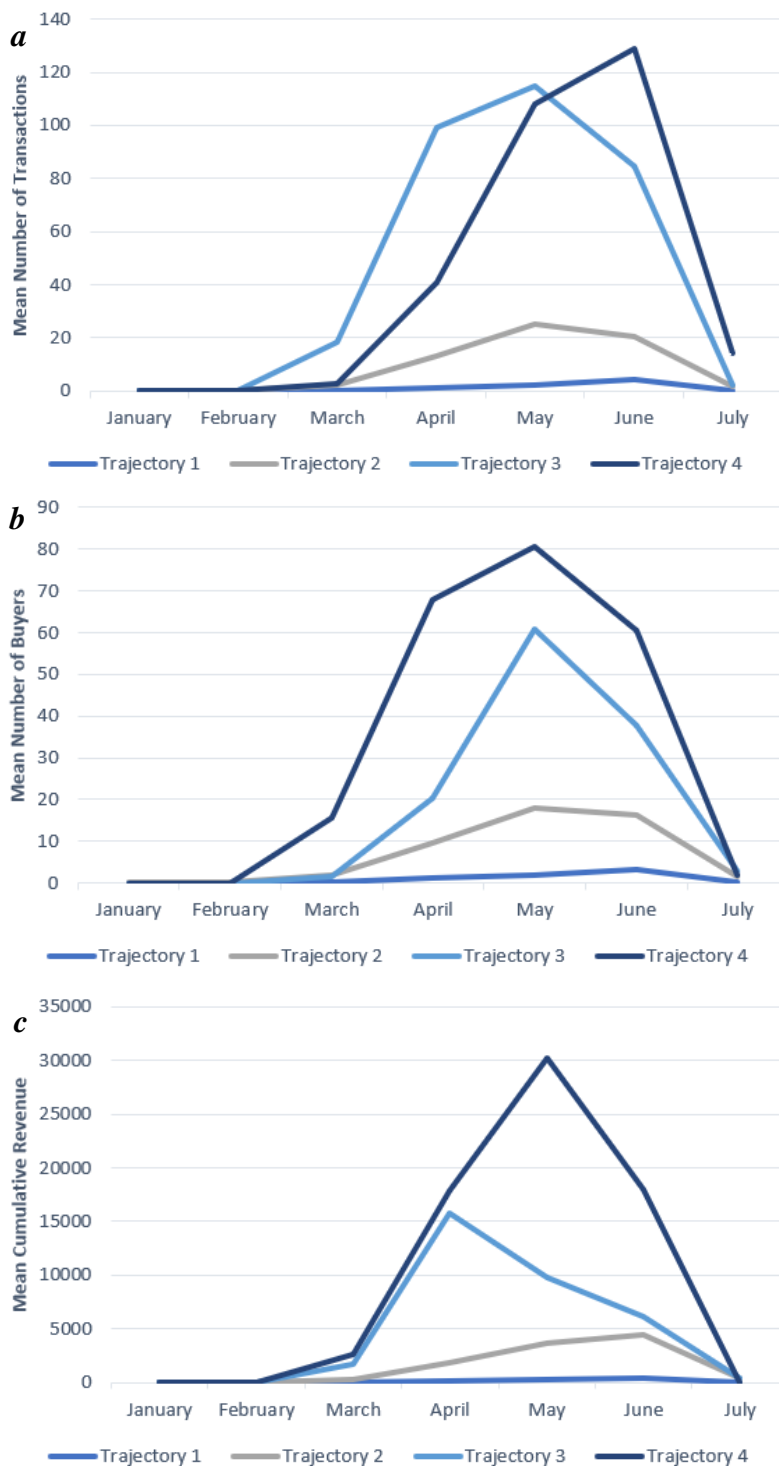 a
Mean Number of Transactions
140
120
100
80
60
40
20
0
January February March April May June July
Trajectory 1 Trajectory 2 Trajectory 3 Trajectory 4
b
Mean Number of Buyers
90
80
70
60
50
40
30
20
10
0
January February March April May June July
Trajectory 1 Trajectory 2 Trajectory 3 Trajectory 4
c
Mean Cumulative Revenue
35000
30000
25000
20000
15000
10000
5000
0
January February March April May June July
Trajectory 1 Trajectory 2 Trajectory 3 Trajectory 4